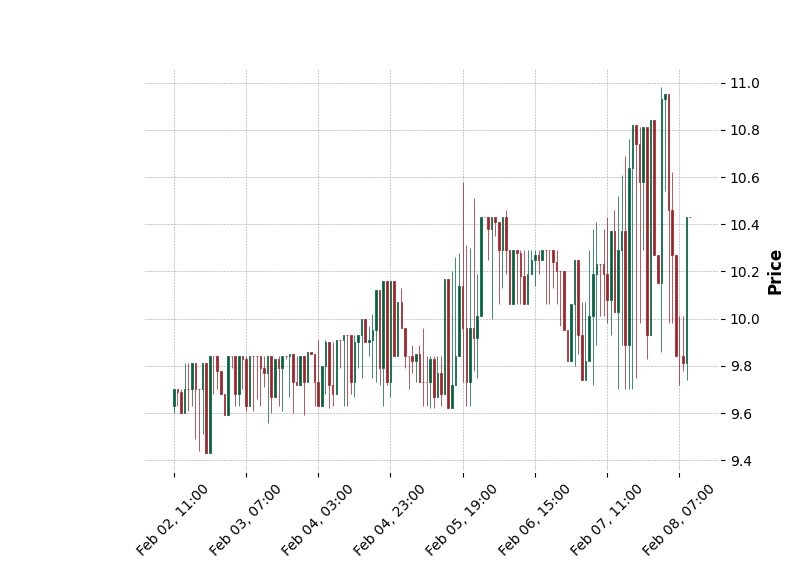 11.0
10.8
10.6
10.4
10.2
10.0
9.8
9.6
9.4
Price
Feb 02, 11:00
Feb 03, 07:00
Feb 04, 03:00
Feb 04, 23:00
Feb 05, 19:00
Feb 06, 15:00
Feb 07, 11:00
Feb 08, 07:00